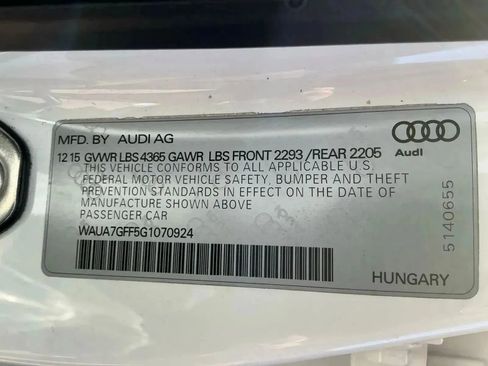 MFD. BY AUDI AG
12 15 GVWR LBS 4365 GAWR LBS FRONT 2293 /REAR 2205
THIS VEHICLE CONFORMS TO ALL APPLICABLE U S
FEDERAL MOTOR VEHICLE SAFETY, BUMPER AND THEFT
PREVENTION STANDARDS IN EFFECT ON THE DATE OF
MANUFACTURE SHOWN ABOVE
PASSENGER CAR
WAUA7GFF5G1070924
Audi
5140655
HUNGARY